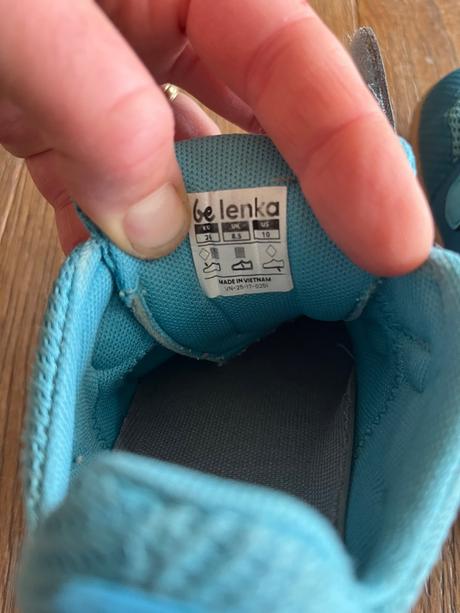 be lenka
EU UK US
26 8.5 10
MADE IN VIETNAM